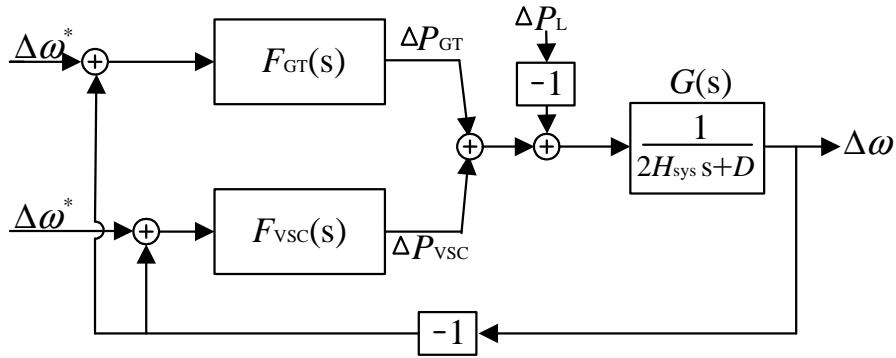 Δω*
F_GT(s)
ΔP_GT
ΔP_L
-1
G(s)
1
2H_sys s+D
Δω
Δω*
F_VSC(s)
ΔP_VSC
-1
+
+
+
+